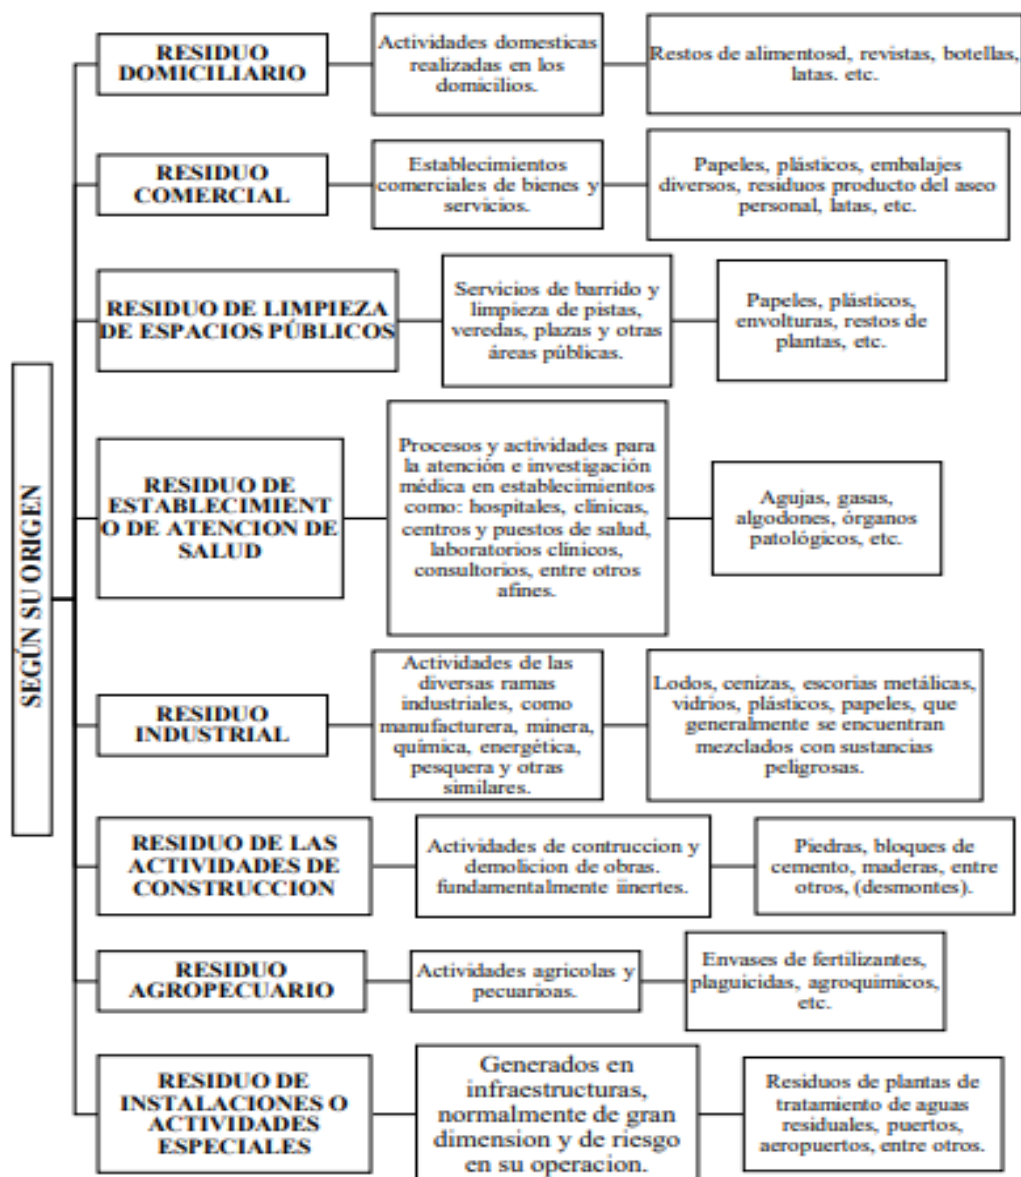 SEGÚN SU ORIGEN
RESIDUO
DOMICILIARIO
Actividades domesticas
realizadas en los
domicilios.
Restos de alimentosd, revistas, botellas,
latas. etc.
RESIDUO
COMERCIAL
Establecimientos
comerciales de bienes y
servicios.
Papeles, plásticos, embalajes
diversos, residuos producto del aseo
personal, latas, etc.
RESIDUO DE LIMPIEZA
DE ESPACIOS PÚBLICOS
Servicios de barrido y
limpieza de pistas,
veredas, plazas y otras
áreas públicas.
Papeles, plásticos,
envolturas, restos de
plantas, etc.
RESIDUO DE
ESTABLECIMIENT
O DE ATENCION DE
SALUD
Procesos y actividades para
la atención e investigación
médica en establecimientos
como: hospitales, clínicas,
centros y puestos de salud,
laboratorios clínicos,
consultorios, entre otros
afines.
Agujas, gasas,
algodones, órganos
patológicos, etc.
RESIDUO
INDUSTRIAL
Actividades de las
diversas ramas
industriales, como
manufacturera, minera,
química, energética,
pesquera y otras
similares.
Lodos, cenizas, escorias metálicas,
vidrios, plásticos, papeles, que
generalmente se encuentran
mezclados con sustancias
peligrosas.
RESIDUO DE LAS
ACTIVIDADES DE
CONSTRUCCION
Actividades de contruccion y
demolicion de obras.
fundamentalmente iinertes.
Piedras, bloques de
cemento, maderas, entre
otros, (desmontes).
RESIDUO
AGROPECUARIO
Actividades agricolas y
pecuarioas.
Envases de fertilizantes,
plaguicidas, agroquimicos,
etc.
RESIDUO DE
INSTALACIONES O
ACTIVIDADES
ESPECIALES
Generados en
infraestructuras,
normalmente de gran
dimension y de riesgo
en su operacion.
Residuos de plantas de
tratamiento de aguas
residuales, puertos,
aeropuertos, entre otros.